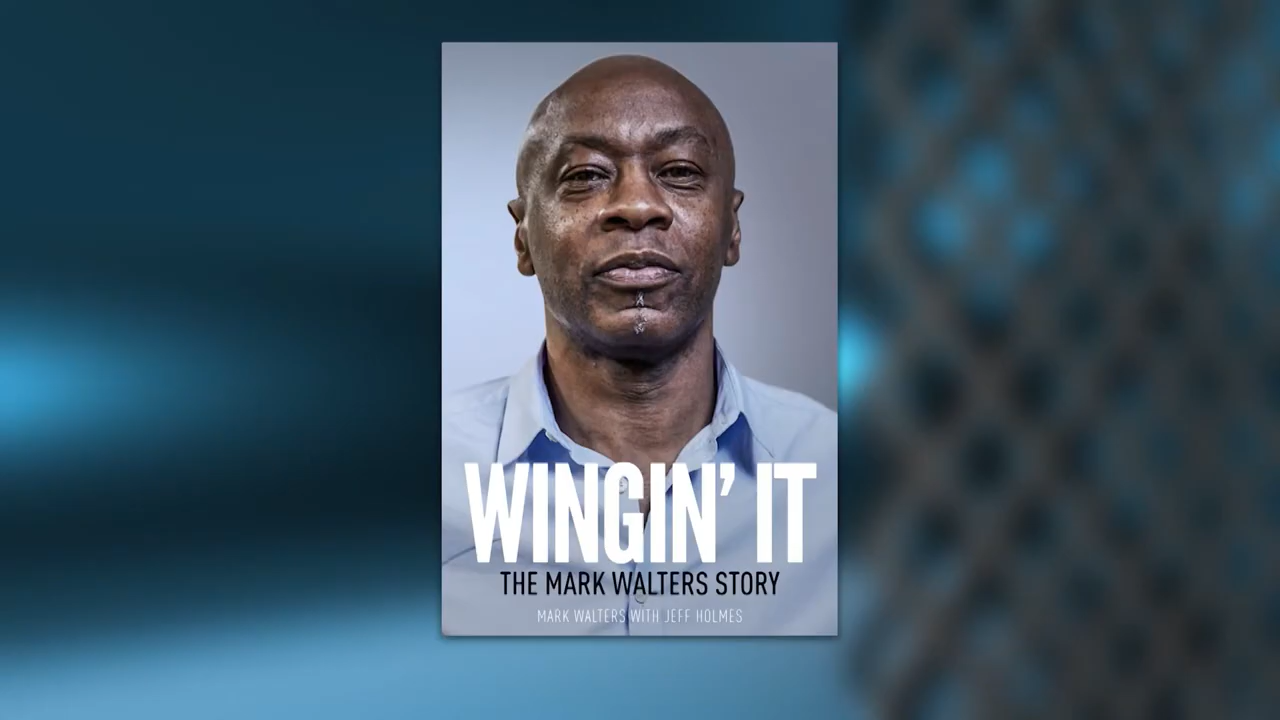 WINGIN' IT
THE MARK WALTERS STORY
MARK WALTERS WITH JEFF HOLMES